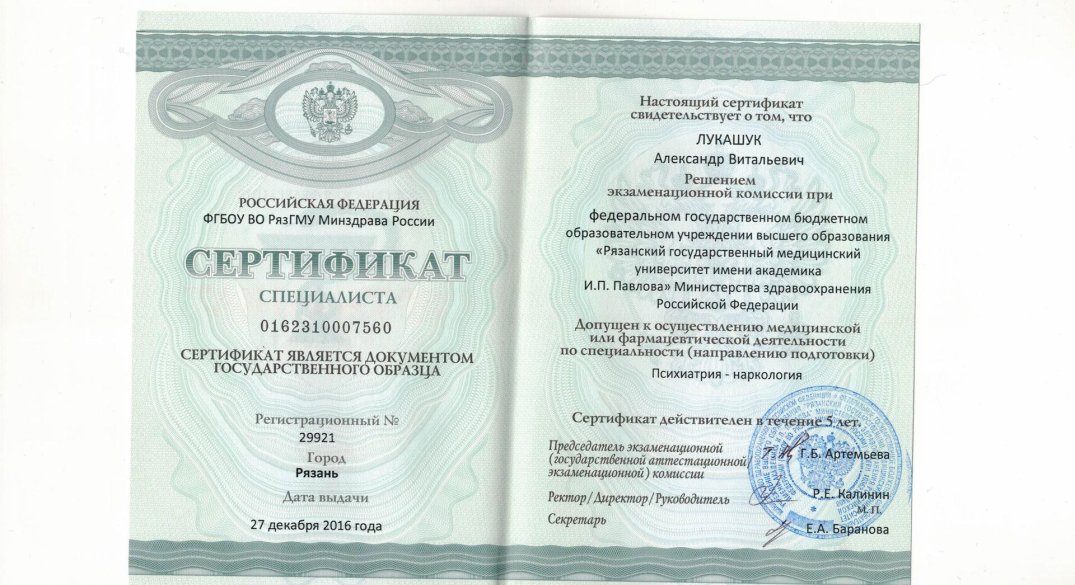 РОССИЙСКАЯ ФЕДЕРАЦИЯ
ФГБОУ ВО РязГМУ Минздрава России
СЕРТИФИКАТ
СПЕЦИАЛИСТА
0162310007560
СЕРТИФИКАТ ЯВЛЯЕТСЯ ДОКУМЕНТОМ
ГОСУДАРСТВЕННОГО ОБРАЗЦА
Регистрационный №
29921
Город
Рязань
Дата выдачи
27 декабря 2016 года
Настоящий сертификат
свидетельствует о том, что
ЛУКАШУК
Александр Витальевич
Решением
экзаменационной комиссии при
федеральном государственном бюджетном
образовательном учреждении высшего образования
«Рязанский государственный медицинский
университет имени академика
И.П. Павлова» Министерства здравоохранения
Российской Федерации
Допущен к осуществлению медицинской
или фармацевтической деятельности
по специальности (направлению подготовки)
Психиатрия - наркология
Сертификат действителен в течение 5 лет.
Председатель экзаменационной
(государственной аттестационной/
экзаменационной) комиссии
Г.Б. Артемьева
Ректор/Директор/Руководитель
Р.Е. Калинин
М.П.
Секретарь
Е.А. Баранова